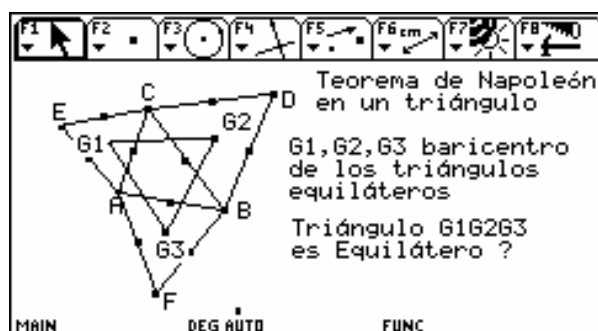 F1 F2 F3 F4 F5 F6 cm F7 F8
Teorema de Napoleón
en un triángulo
C
D
E
G2
G1
G1,G2,G3 baricentro
de los triángulos
equiláteros
A
B
Triángulo G1G2G3
G3
es Equilátero ?
F
MAIN DEG AUTO FUNC